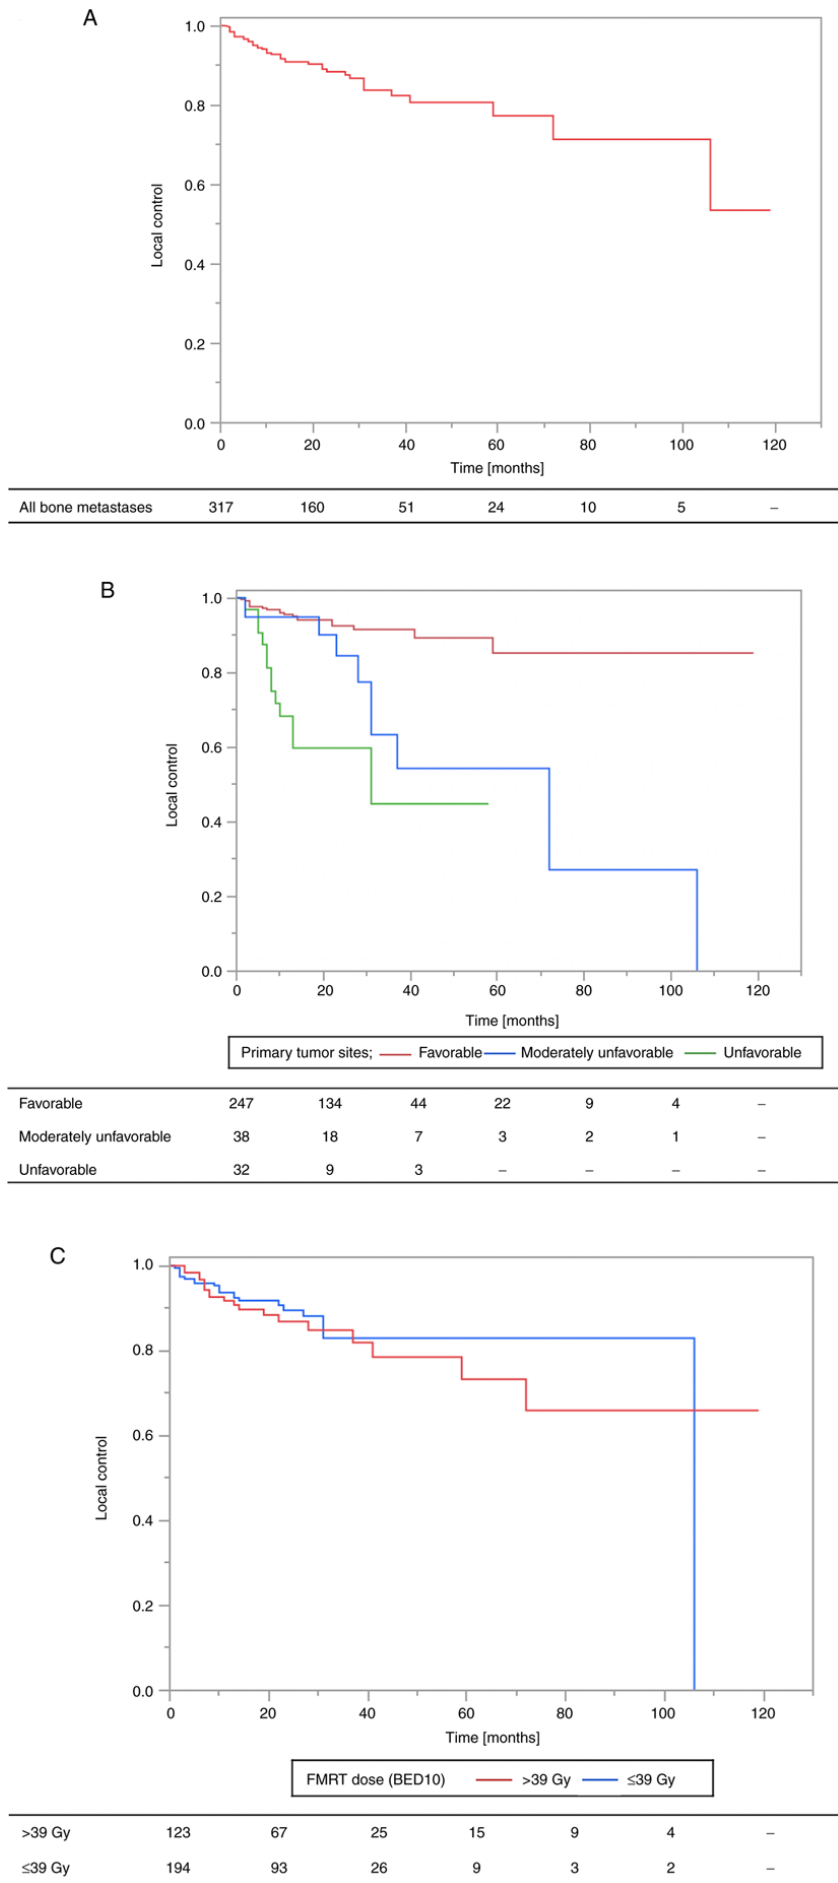 A
1.0
0.8
0.6
0.4
0.2
0.0
Local control
0 20 40 60 80 100 120
Time [months]
All bone metastases 317 160 51 24 10 5 –
B
1.0
0.8
0.6
0.4
0.2
0.0
Local control
0 20 40 60 80 100 120
Time [months]
Primary tumor sites; Favorable Moderately unfavorable Unfavorable
Favorable 247 134 44 22 9 4 –
Moderately unfavorable 38 18 7 3 2 1 –
Unfavorable 32 9 3 – – – –
C
1.0
0.8
0.6
0.4
0.2
0.0
Local control
0 20 40 60 80 100 120
Time [months]
FMRT dose (BED10) >39 Gy ≤39 Gy
>39 Gy 123 67 25 15 9 4 –
≤39 Gy 194 93 26 9 3 2 –